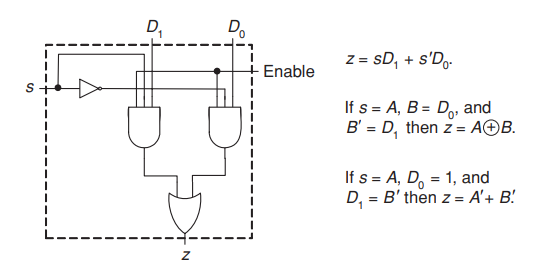 D₁ D₀
Enable
s
z
z = sD₁ + s'D₀.
If s = A, B = D₀, and
B' = D₁ then z = A⊕B.
If s = A, D₀ = 1, and
D₁ = B' then z = A'+ B'.